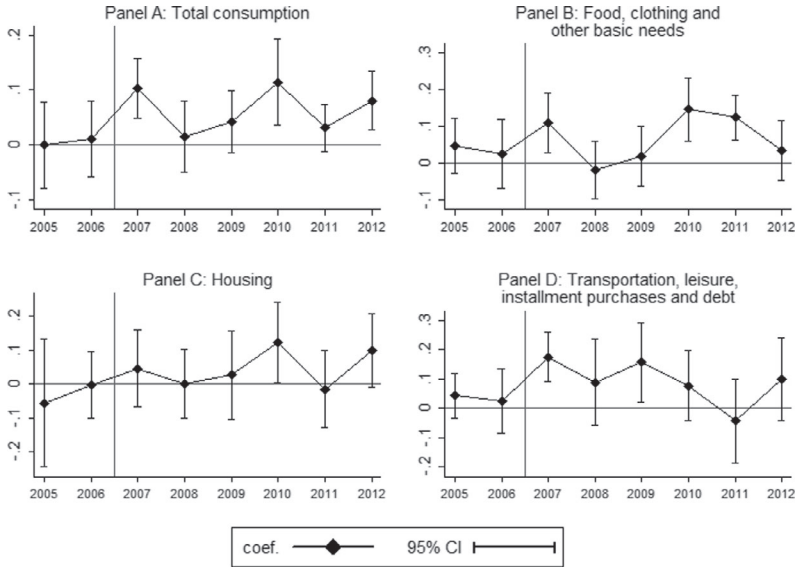 Panel A: Total consumption
.2
.1
0
-.1
2005 2006 2007 2008 2009 2010 2011 2012
Panel B: Food, clothing and
other basic needs
.3
.2
.1
0
-.1
2005 2006 2007 2008 2009 2010 2011 2012
Panel C: Housing
.2
.1
0
-.1
-.2
2005 2006 2007 2008 2009 2010 2011 2012
Panel D: Transportation, leisure,
installment purchases and debt
.3
.2
.1
0
-.1
-.2
2005 2006 2007 2008 2009 2010 2011 2012
coef. 95% CI